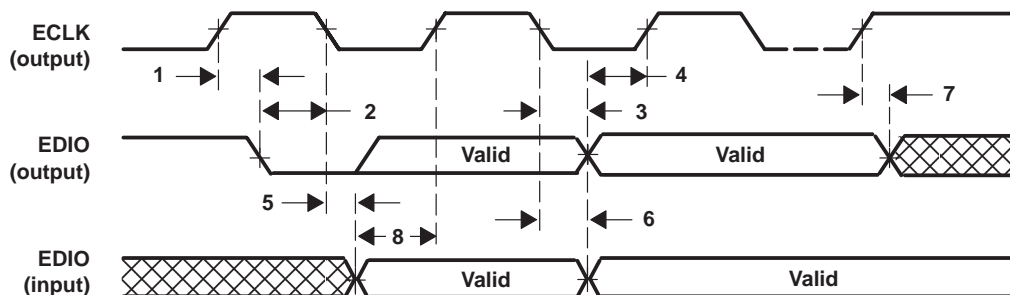 ECLK
(output)
1
4
7
2
3
EDIO
(output)
Valid
Valid
5
6
8
EDIO
(input)
Valid
Valid